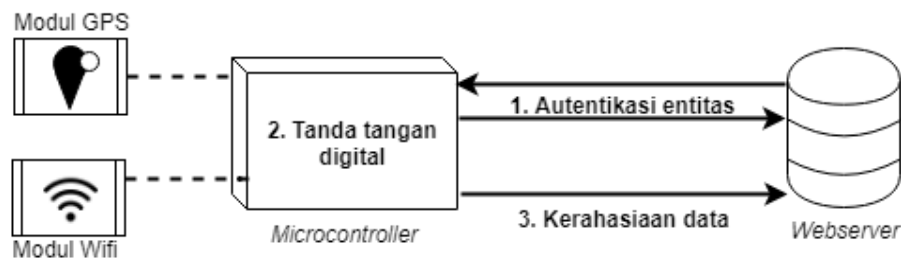 Modul GPS
1. Autentikasi entitas
2. Tanda tangan
digital
3. Kerahasiaan data
Microcontroller
Webserver
Modul Wifi